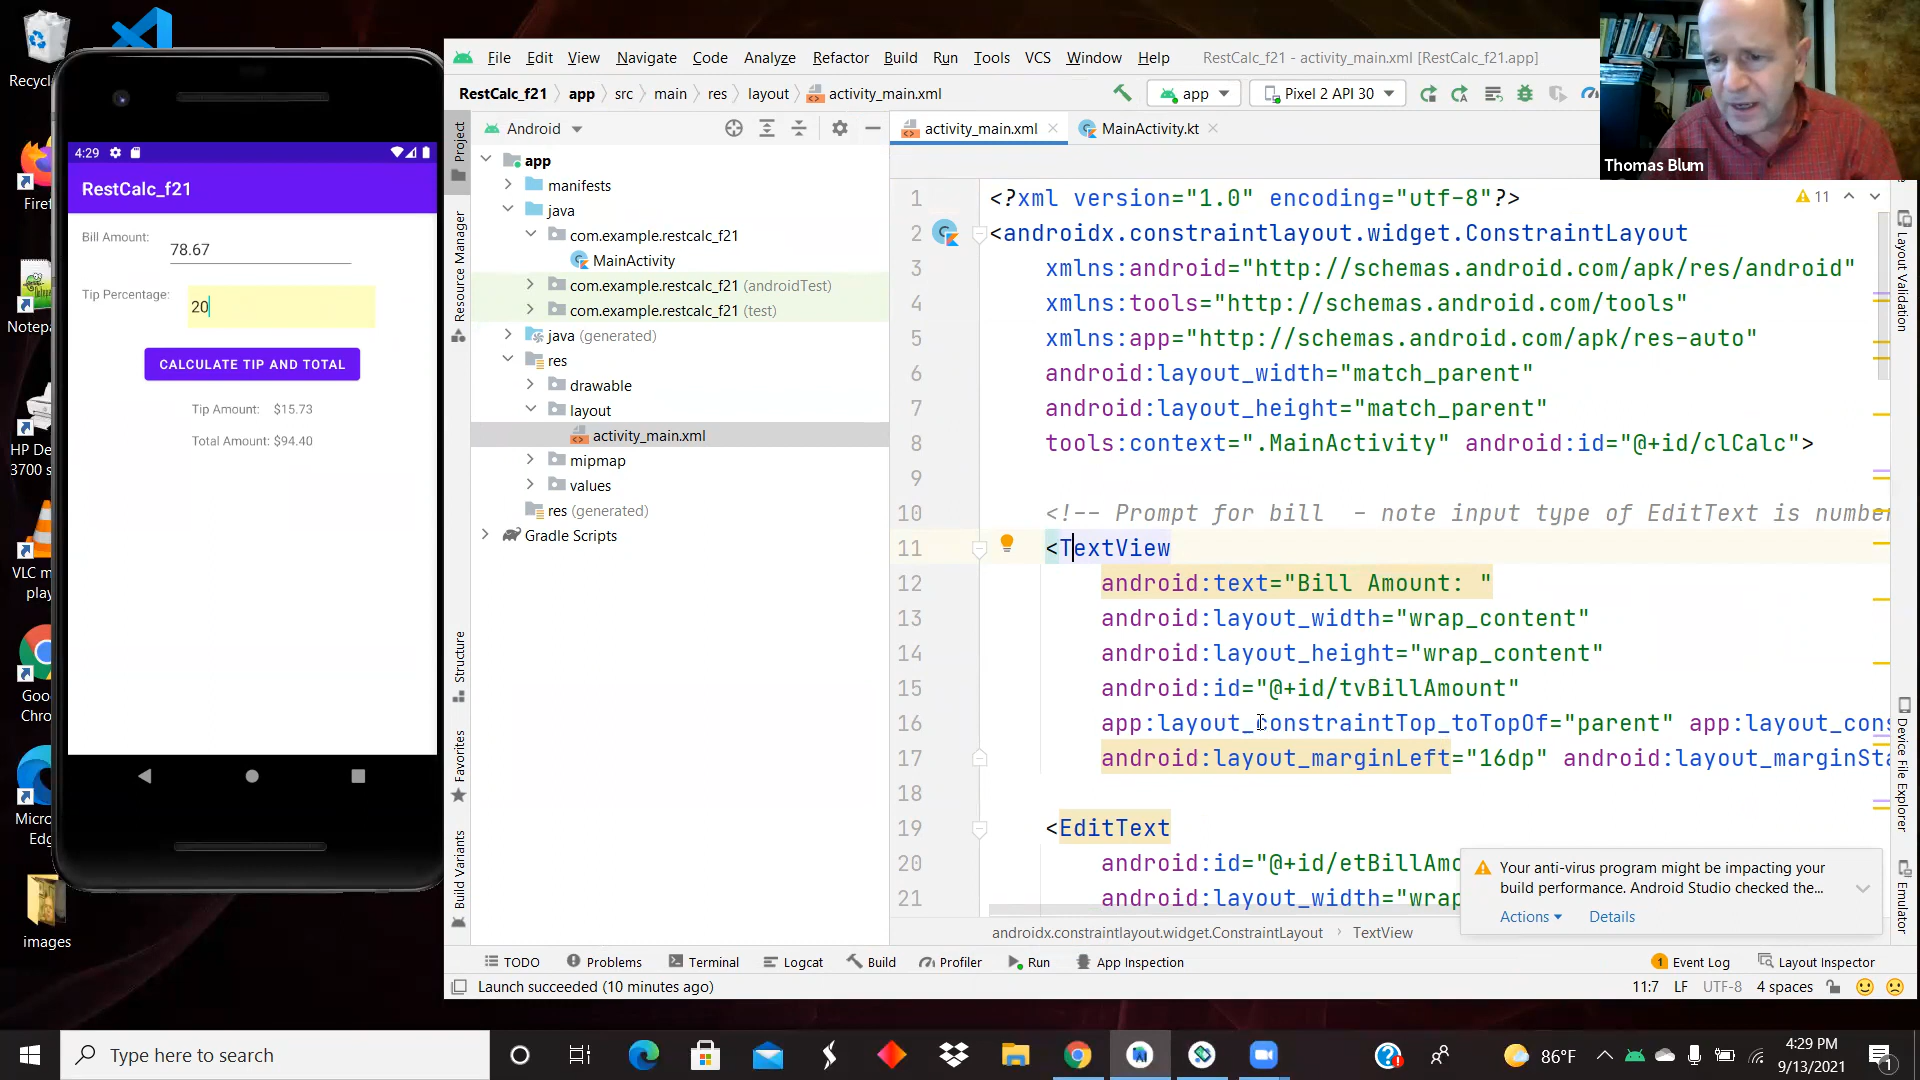 Recycl
Firef
Notep
HP De
3700 s
VLC m
play
Goo
Chro
Micro
Edg
images
4:29
RestCalc_f21
Bill Amount:
78.67
Tip Percentage:
20
CALCULATE TIP AND TOTAL
Tip Amount: $15.73
Total Amount: $94.40
File Edit View Navigate Code Analyze Refactor Build Run Tools VCS Window Help RestCalc_f21 - activity_main.xml [RestCalc_f21.app]
RestCalc_f21 app src main res layout activity_main.xml
app
Pixel 2 API 30
Thomas Blum
Project
Resource Manager
Structure
Favorites
Build Variants
Android
app
manifests
java
com.example.restcalc_f21
MainActivity
com.example.restcalc_f21 (androidTest)
com.example.restcalc_f21 (test)
java (generated)
res
drawable
layout
activity_main.xml
mipmap
values
res (generated)
Gradle Scripts
activity_main.xml
MainActivity.kt
11
1 <?xml version="1.0" encoding="utf-8"?>
2 <androidx.constraintlayout.widget.ConstraintLayout
3 xmlns:android="http://schemas.android.com/apk/res/android"
4 xmlns:tools="http://schemas.android.com/tools"
5 xmlns:app="http://schemas.android.com/apk/res-auto"
6 android:layout_width="match_parent"
7 android:layout_height="match_parent"
8 tools:context=".MainActivity" android:id="@+id/clCalc">
9
10 <!-- Prompt for bill - note input type of EditText is number
11 <TextView
12 android:text="Bill Amount: "
13 android:layout_width="wrap_content"
14 android:layout_height="wrap_content"
15 android:id="@+id/tvBillAmount"
16 app:layout_constraintTop_toTopOf="parent" app:layout_cons
17 android:layout_marginLeft="16dp" android:layout_marginSta
18
19 <EditText
20 android:id="@+id/etBillAmo
21 android:layout_width="wrap
Layout Validation
Device File Explorer
Emulator
Your anti-virus program might be impacting your
build performance. Android Studio checked the...
Actions Details
androidx.constraintlayout.widget.ConstraintLayout TextView
TODO Problems Terminal Logcat Build Profiler Run App Inspection 1 Event Log Layout Inspector
Launch succeeded (10 minutes ago)
11:7 LF UTF-8 4 spaces
Type here to search
86°F
4:29 PM
9/13/2021
1